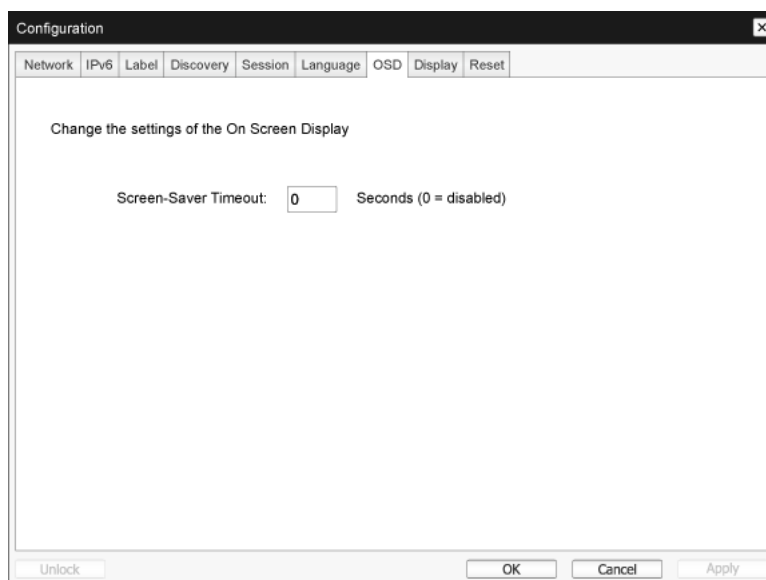 Configuration
Network IPv6 Label Discovery Session Language OSD Display Reset
Change the settings of the On Screen Display
Screen-Saver Timeout: 0 Seconds (0 = disabled)
Unlock OK Cancel Apply